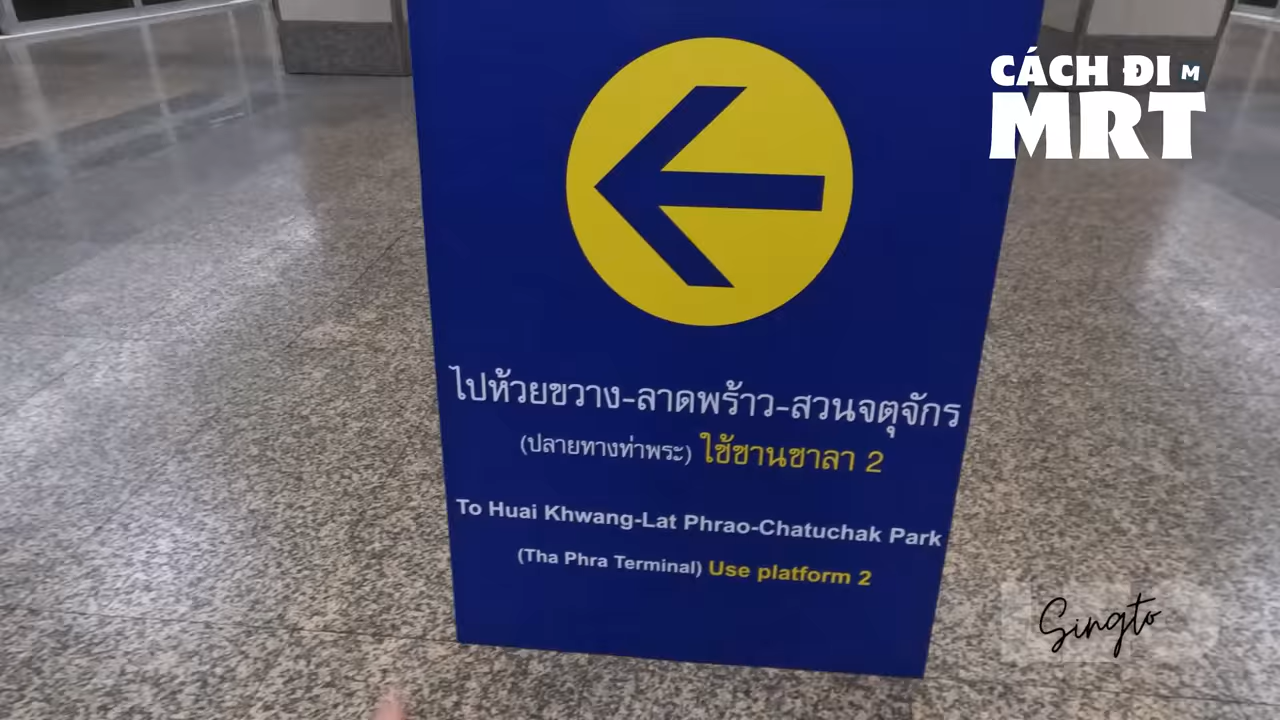 CÁCH ĐI M
MRT
ไปห้วยขวาง-ลาดพร้าว-สวนจตุจักร
(ปลายทางท่าพระ) ใช้ชานชาลา 2
To Huai Khwang-Lat Phrao-Chatuchak Park
(Tha Phra Terminal) Use platform 2
Singto